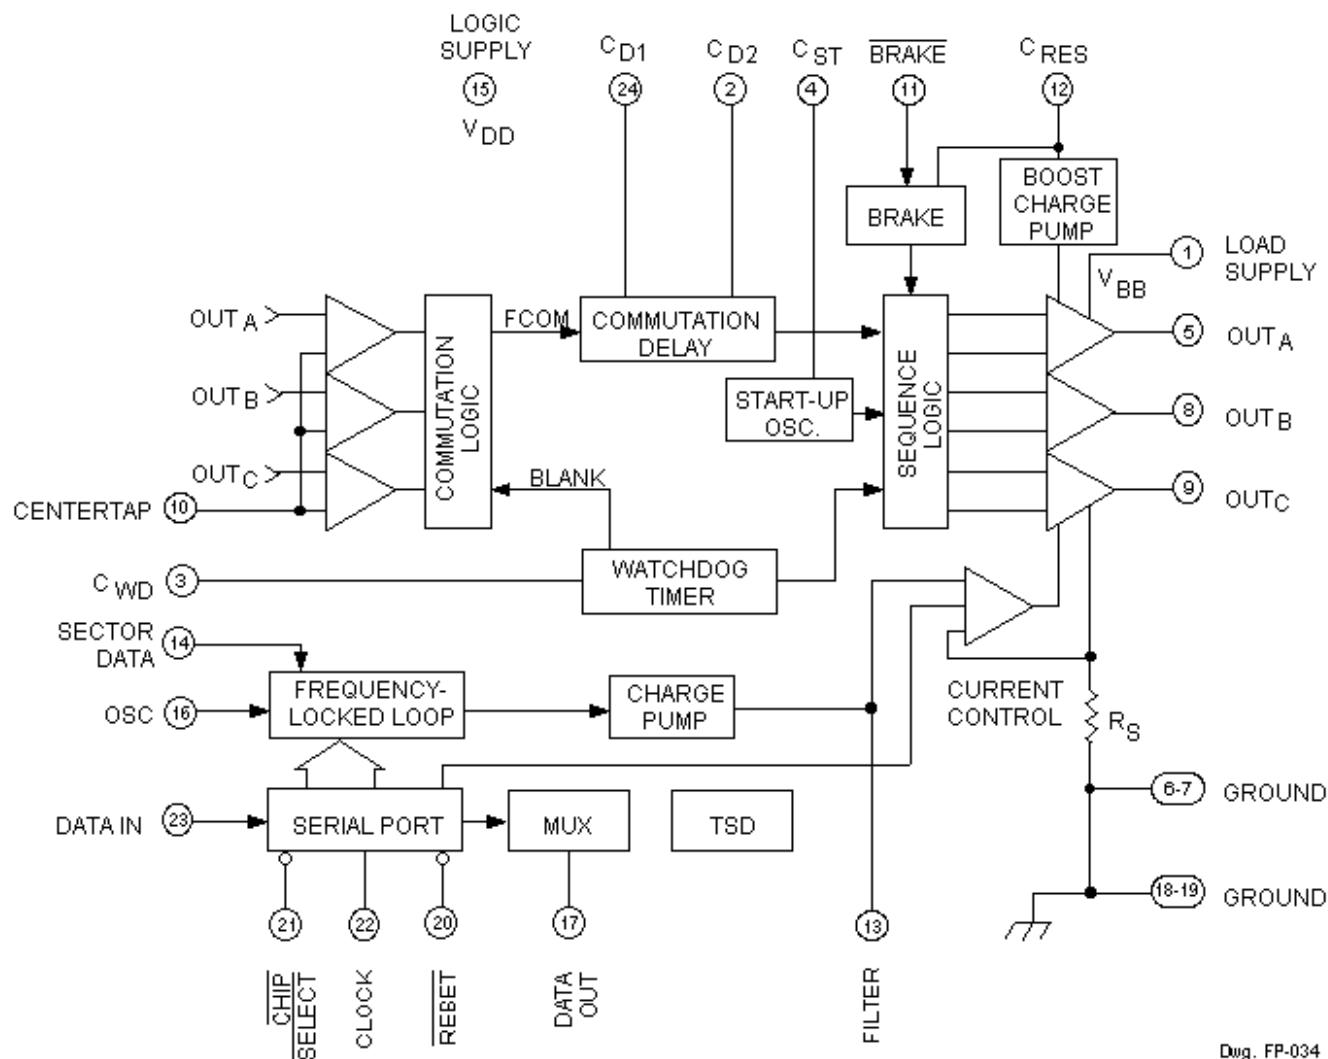 LOGIC
SUPPLY
15
VDD
CD1
24
CD2
2
CST
4
BRAKE
11
CRES
12
BRAKE
BOOST
CHARGE
PUMP
1
LOAD
SUPPLY
VBB
OUTA
OUTB
OUTC
CENTERTAP
10
COMMUTATION
LOGIC
FCOM
COMMUTATION
DELAY
START-UP
OSC.
SEQUENCE
LOGIC
5
OUTA
8
OUTB
9
OUTC
BLANK
CWD
3
WATCHDOG
TIMER
SECTOR
DATA
14
OSC
16
FREQUENCY-
LOCKED LOOP
CHARGE
PUMP
CURRENT
CONTROL
RS
6-7
GROUND
DATA IN
23
SERIAL PORT
MUX
TSD
18-19
GROUND
21
22
20
17
13
CHIP
SELECT
CLOCK
REBET
DATA
OUT
FILTER
Dwg. FP-034